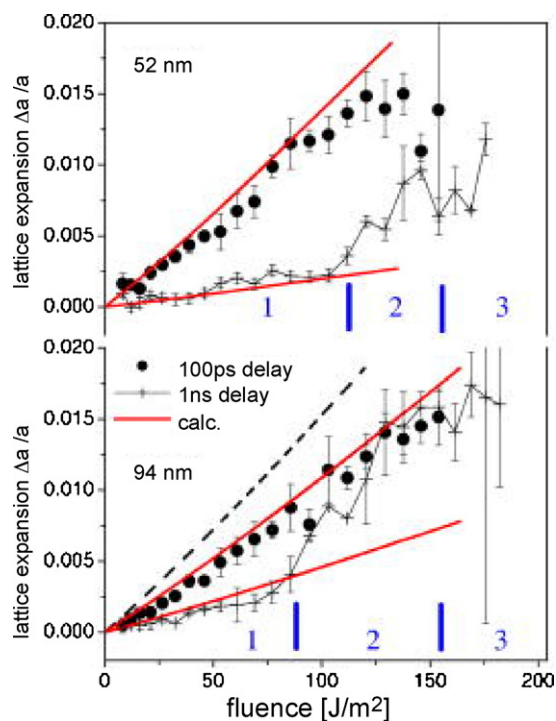 0.020
0.015
0.010
0.005
0.000
lattice expansion Δa /a
52 nm
1 2 3
0.020
0.015
0.010
0.005
0.000
lattice expansion Δa /a
100ps delay
1ns delay
calc.
94 nm
1 2 3
0 50 100 150 200
fluence [J/m²]